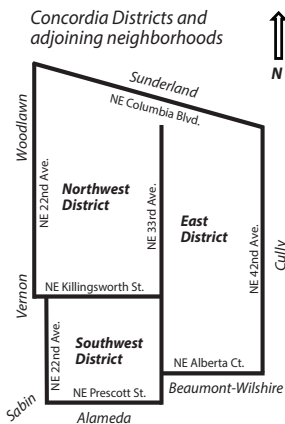 Concordia Districts and
adjoining neighborhoods
N
Sunderland
NE Columbia Blvd.
Woodlawn
NE 22nd Ave.
Northwest
District
NE 33rd Ave.
East
District
NE 42nd Ave.
Cully
Vernon
NE Killingsworth St.
NE 22nd Ave.
Southwest
District
NE Alberta Ct.
NE Prescott St.
Beaumont-Wilshire
Sabin
Alameda